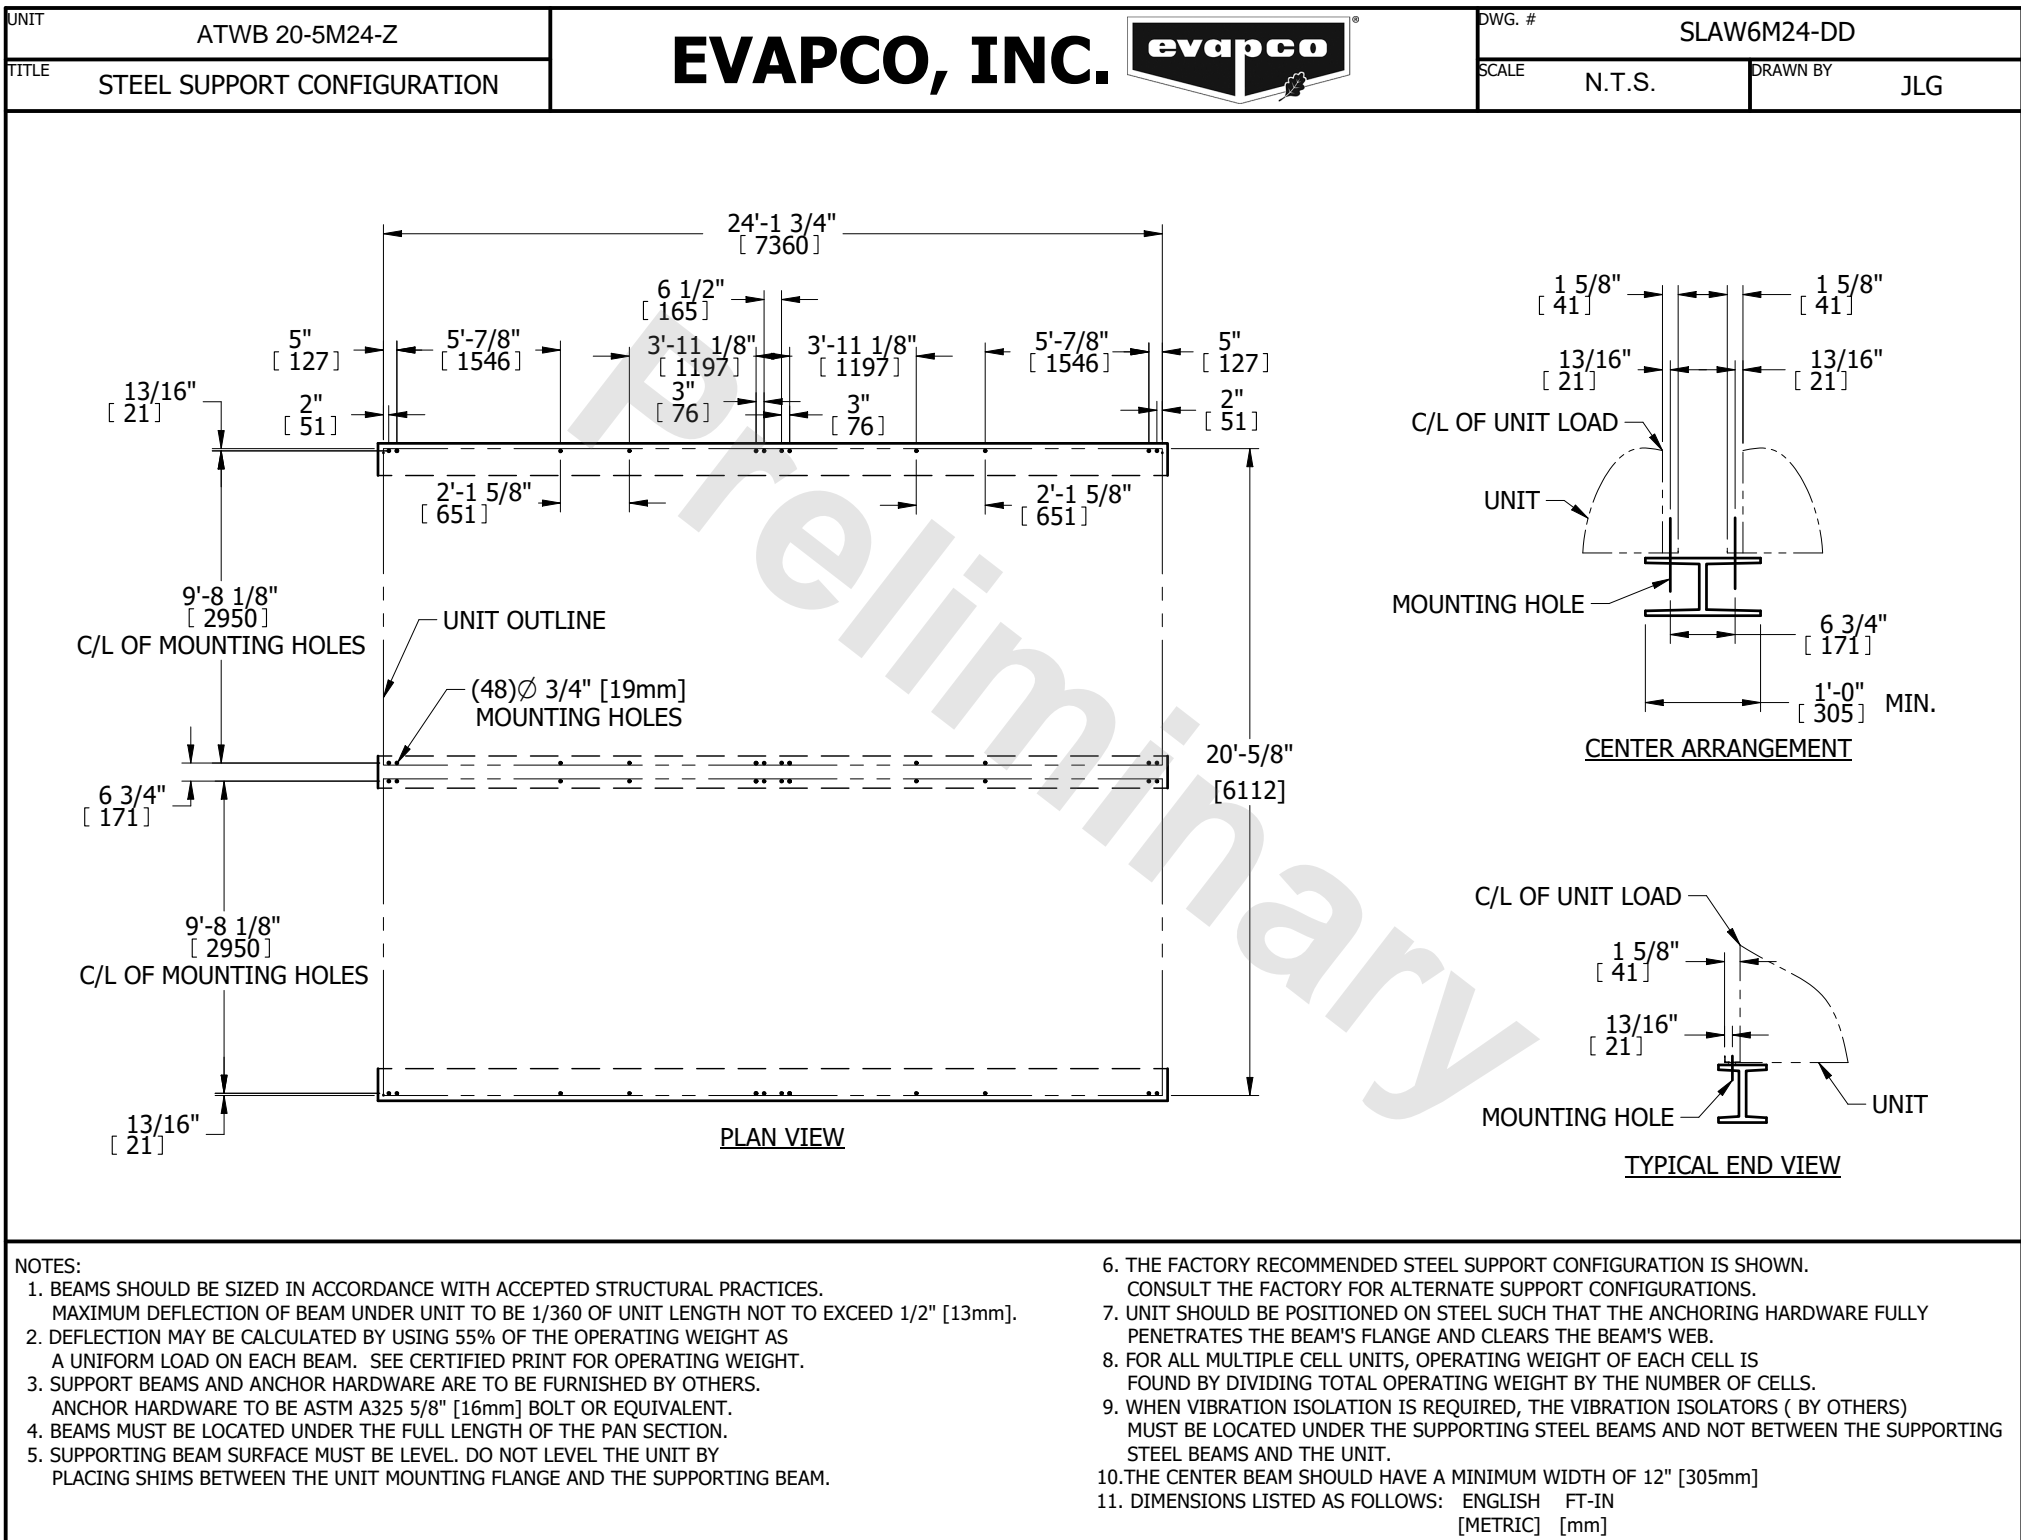 UNIT
ATWB 20-5M24-Z
TITLE
STEEL SUPPORT CONFIGURATION
EVAPCO, INC.
evapco
®
DWG. #
SLAW6M24-DD
SCALE
N.T.S.
DRAWN BY
JLG
24'-1 3/4"
[ 7360 ]
6 1/2"
[ 165 ]
5"
[ 127 ]
5'-7/8"
[ 1546 ]
3'-11 1/8"
[ 1197 ]
3'-11 1/8"
[ 1197 ]
5'-7/8"
[ 1546 ]
5"
[ 127 ]
13/16"
[ 21 ]
2"
[ 51 ]
3"
[ 76 ]
3"
[ 76 ]
2"
[ 51 ]
2'-1 5/8"
[ 651 ]
2'-1 5/8"
[ 651 ]
9'-8 1/8"
[ 2950 ]
C/L OF MOUNTING HOLES
UNIT OUTLINE
(48)Ø 3/4" [19mm]
MOUNTING HOLES
6 3/4"
[ 171 ]
20'-5/8"
[6112]
9'-8 1/8"
[ 2950 ]
C/L OF MOUNTING HOLES
13/16"
[ 21 ]
PLAN VIEW
Preliminary
1 5/8"
[ 41 ]
1 5/8"
[ 41 ]
13/16"
[ 21 ]
13/16"
[ 21 ]
C/L OF UNIT LOAD
UNIT
MOUNTING HOLE
6 3/4"
[ 171 ]
1'-0"
[ 305 ]
MIN.
CENTER ARRANGEMENT
C/L OF UNIT LOAD
1 5/8"
[ 41 ]
13/16"
[ 21 ]
MOUNTING HOLE
UNIT
TYPICAL END VIEW
NOTES:
1. BEAMS SHOULD BE SIZED IN ACCORDANCE WITH ACCEPTED STRUCTURAL PRACTICES.
MAXIMUM DEFLECTION OF BEAM UNDER UNIT TO BE 1/360 OF UNIT LENGTH NOT TO EXCEED 1/2" [13mm].
2. DEFLECTION MAY BE CALCULATED BY USING 55% OF THE OPERATING WEIGHT AS
A UNIFORM LOAD ON EACH BEAM. SEE CERTIFIED PRINT FOR OPERATING WEIGHT.
3. SUPPORT BEAMS AND ANCHOR HARDWARE ARE TO BE FURNISHED BY OTHERS.
ANCHOR HARDWARE TO BE ASTM A325 5/8" [16mm] BOLT OR EQUIVALENT.
4. BEAMS MUST BE LOCATED UNDER THE FULL LENGTH OF THE PAN SECTION.
5. SUPPORTING BEAM SURFACE MUST BE LEVEL. DO NOT LEVEL THE UNIT BY
PLACING SHIMS BETWEEN THE UNIT MOUNTING FLANGE AND THE SUPPORTING BEAM.
6. THE FACTORY RECOMMENDED STEEL SUPPORT CONFIGURATION IS SHOWN.
CONSULT THE FACTORY FOR ALTERNATE SUPPORT CONFIGURATIONS.
7. UNIT SHOULD BE POSITIONED ON STEEL SUCH THAT THE ANCHORING HARDWARE FULLY
PENETRATES THE BEAM'S FLANGE AND CLEARS THE BEAM'S WEB.
8. FOR ALL MULTIPLE CELL UNITS, OPERATING WEIGHT OF EACH CELL IS
FOUND BY DIVIDING TOTAL OPERATING WEIGHT BY THE NUMBER OF CELLS.
9. WHEN VIBRATION ISOLATION IS REQUIRED, THE VIBRATION ISOLATORS ( BY OTHERS)
MUST BE LOCATED UNDER THE SUPPORTING STEEL BEAMS AND NOT BETWEEN THE SUPPORTING
STEEL BEAMS AND THE UNIT.
10.THE CENTER BEAM SHOULD HAVE A MINIMUM WIDTH OF 12" [305mm]
11. DIMENSIONS LISTED AS FOLLOWS: ENGLISH FT-IN
[METRIC] [mm]